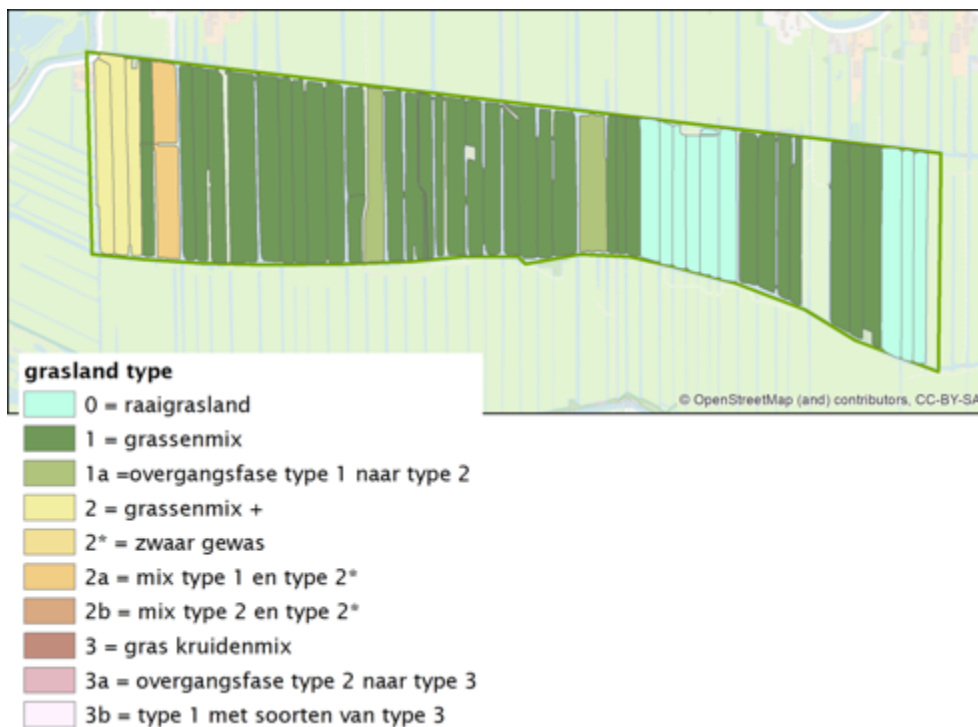 grasland type
0 = raaigrasland
1 = grassenmix
1a =overgangsfase type 1 naar type 2
2 = grassenmix +
2* = zwaar gewas
2a = mix type 1 en type 2*
2b = mix type 2 en type 2*
3 = gras kruidenmix
3a = overgangsfase type 2 naar type 3
3b = type 1 met soorten van type 3
© OpenStreetMap (and) contributors, CC-BY-SA